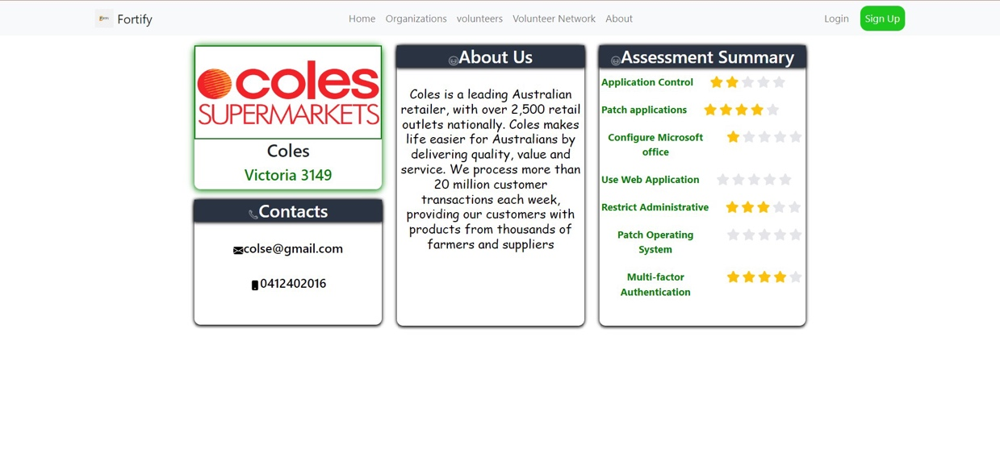 Fortify
Home Organizations volunteers Volunteer Network About
Login Sign Up
coles
SUPERMARKETS
Coles
Victoria 3149
Contacts
colse@gmail.com
0412402016
About Us
Coles is a leading Australian
retailer, with over 2,500 retail
outlets nationally. Coles makes
life easier for Australians by
delivering quality, value and
service. We process more than
20 million customer
transactions each week,
providing our customers with
products from thousands of
farmers and suppliers
Assessment Summary
Application Control
Patch applications
Configure Microsoft
office
Use Web Application
Restrict Administrative
Patch Operating
System
Multi-factor
Authentication